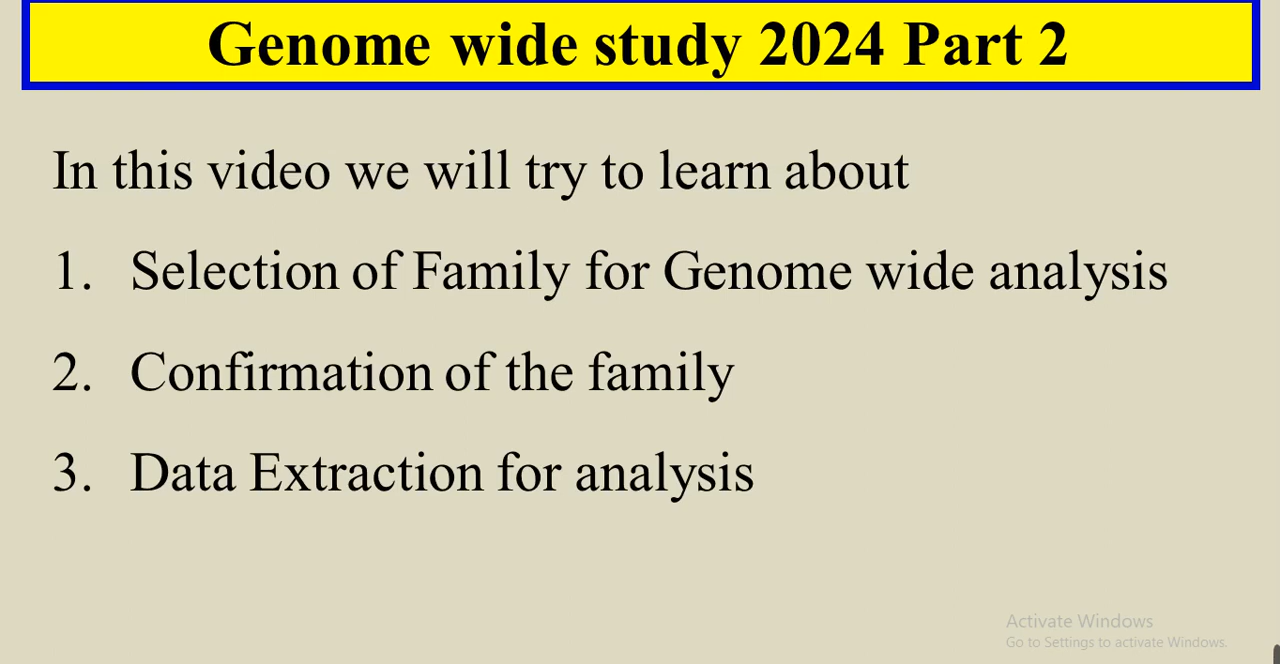 Genome wide study 2024 Part 2
In this video we will try to learn about
1. Selection of Family for Genome wide analysis
2. Confirmation of the family
3. Data Extraction for analysis
Activate Windows
Go to Settings to activate Windows.